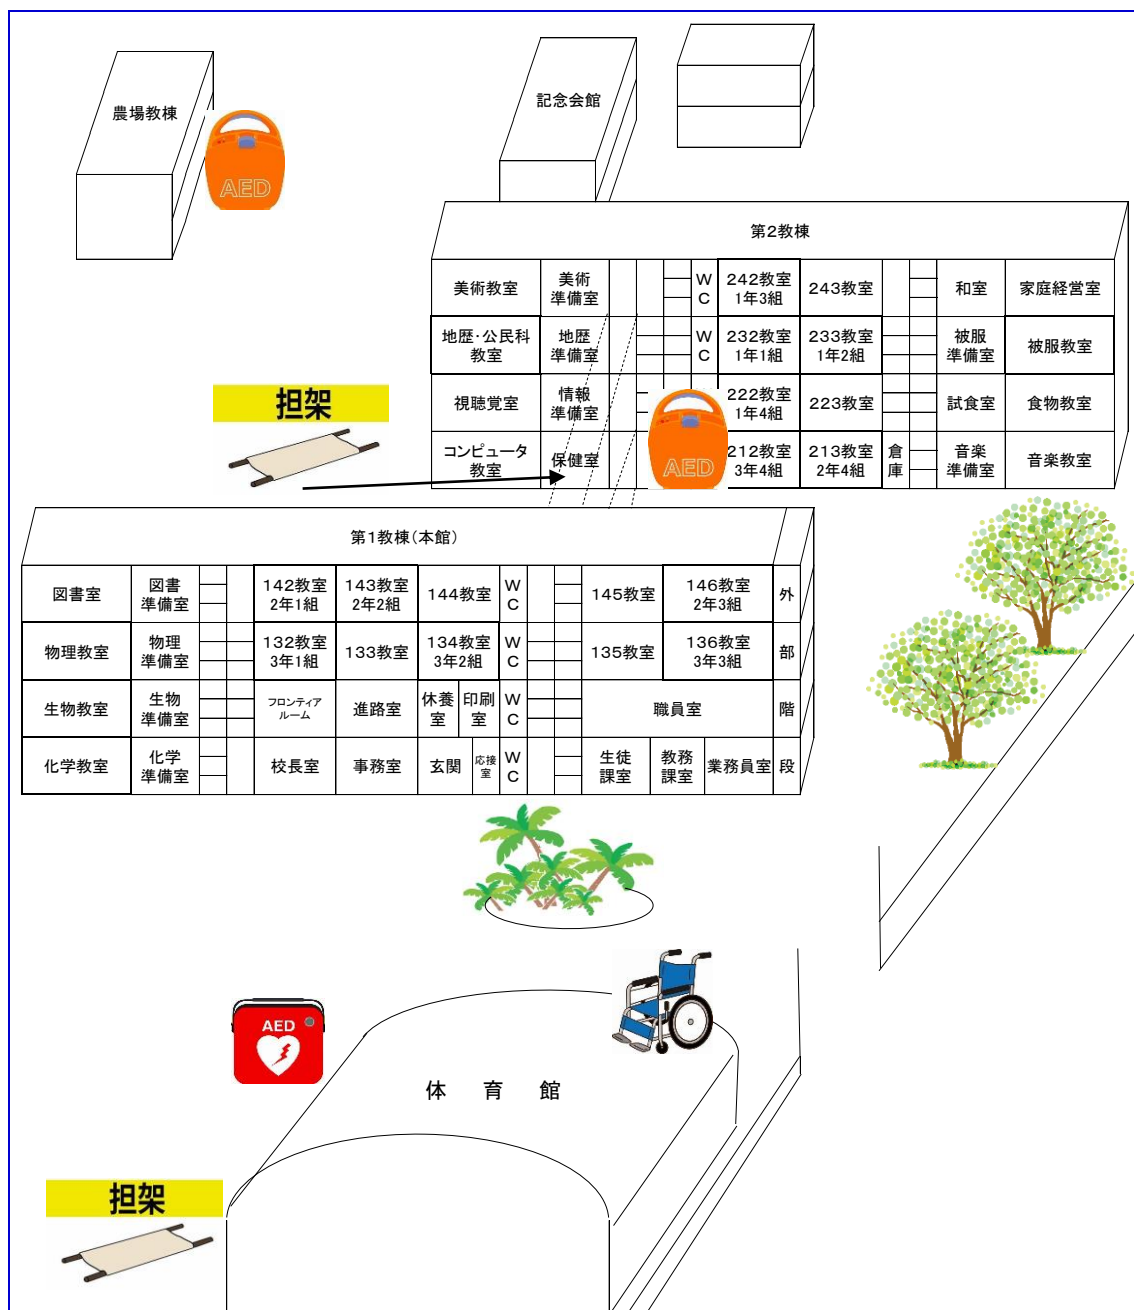 農場教棟
記念会館
AED
第2教棟
美術教室
美術
準備室
W
C
242教室
1年3組
243教室
和室
家庭経営室
地歴・公民科
教室
地歴
準備室
W
C
232教室
1年1組
233教室
1年2組
被服
準備室
被服教室
担架
視聴覚室
情報
準備室
222教室
1年4組
223教室
試食室
食物教室
コンピュータ
教室
保健室
AED
212教室
3年4組
213教室
2年4組
倉
庫
音楽
準備室
音楽教室
第1教棟(本館)
図書室
図書
準備室
142教室
2年1組
143教室
2年2組
144教室
W
C
145教室
146教室
2年3組
外
物理教室
物理
準備室
132教室
3年1組
133教室
134教室
3年2組
W
C
135教室
136教室
3年3組
部
生物教室
生物
準備室
フロンティア
ルーム
進路室
休養
室
印刷
室
W
C
職員室
階
化学教室
化学
準備室
校長室
事務室
玄関
応接
室
W
C
生徒
課室
教務
課室
業務員室
段
AED
体 育 館
担架